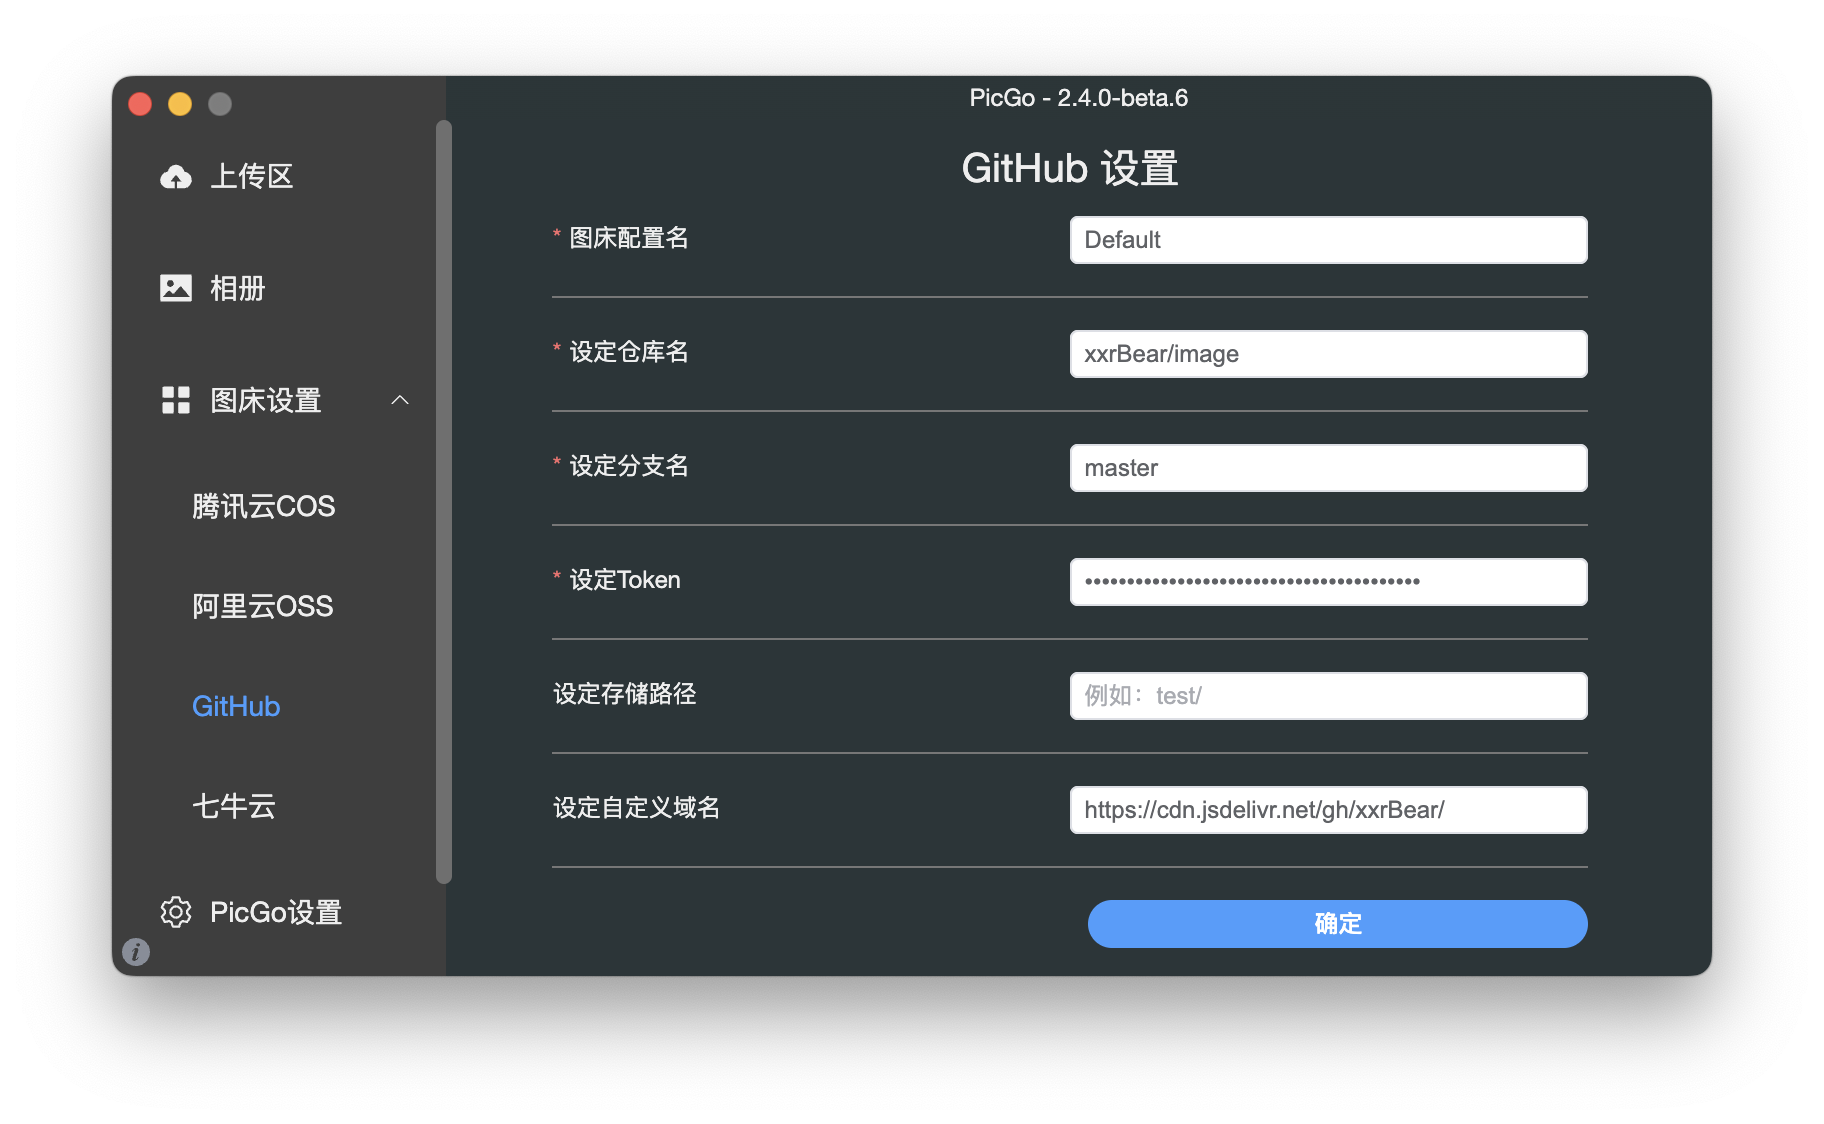 PicGo - 2.4.0-beta.6
上传区
相册
图床设置
腾讯云COS
阿里云OSS
GitHub
七牛云
PicGo设置
GitHub 设置
* 图床配置名
Default
* 设定仓库名
xxrBear/image
* 设定分支名
master
* 设定Token
••••••••••••••••••••••••••••••••••••••••
设定存储路径
例如：test/
设定自定义域名
https://cdn.jsdelivr.net/gh/xxrBear/
确定